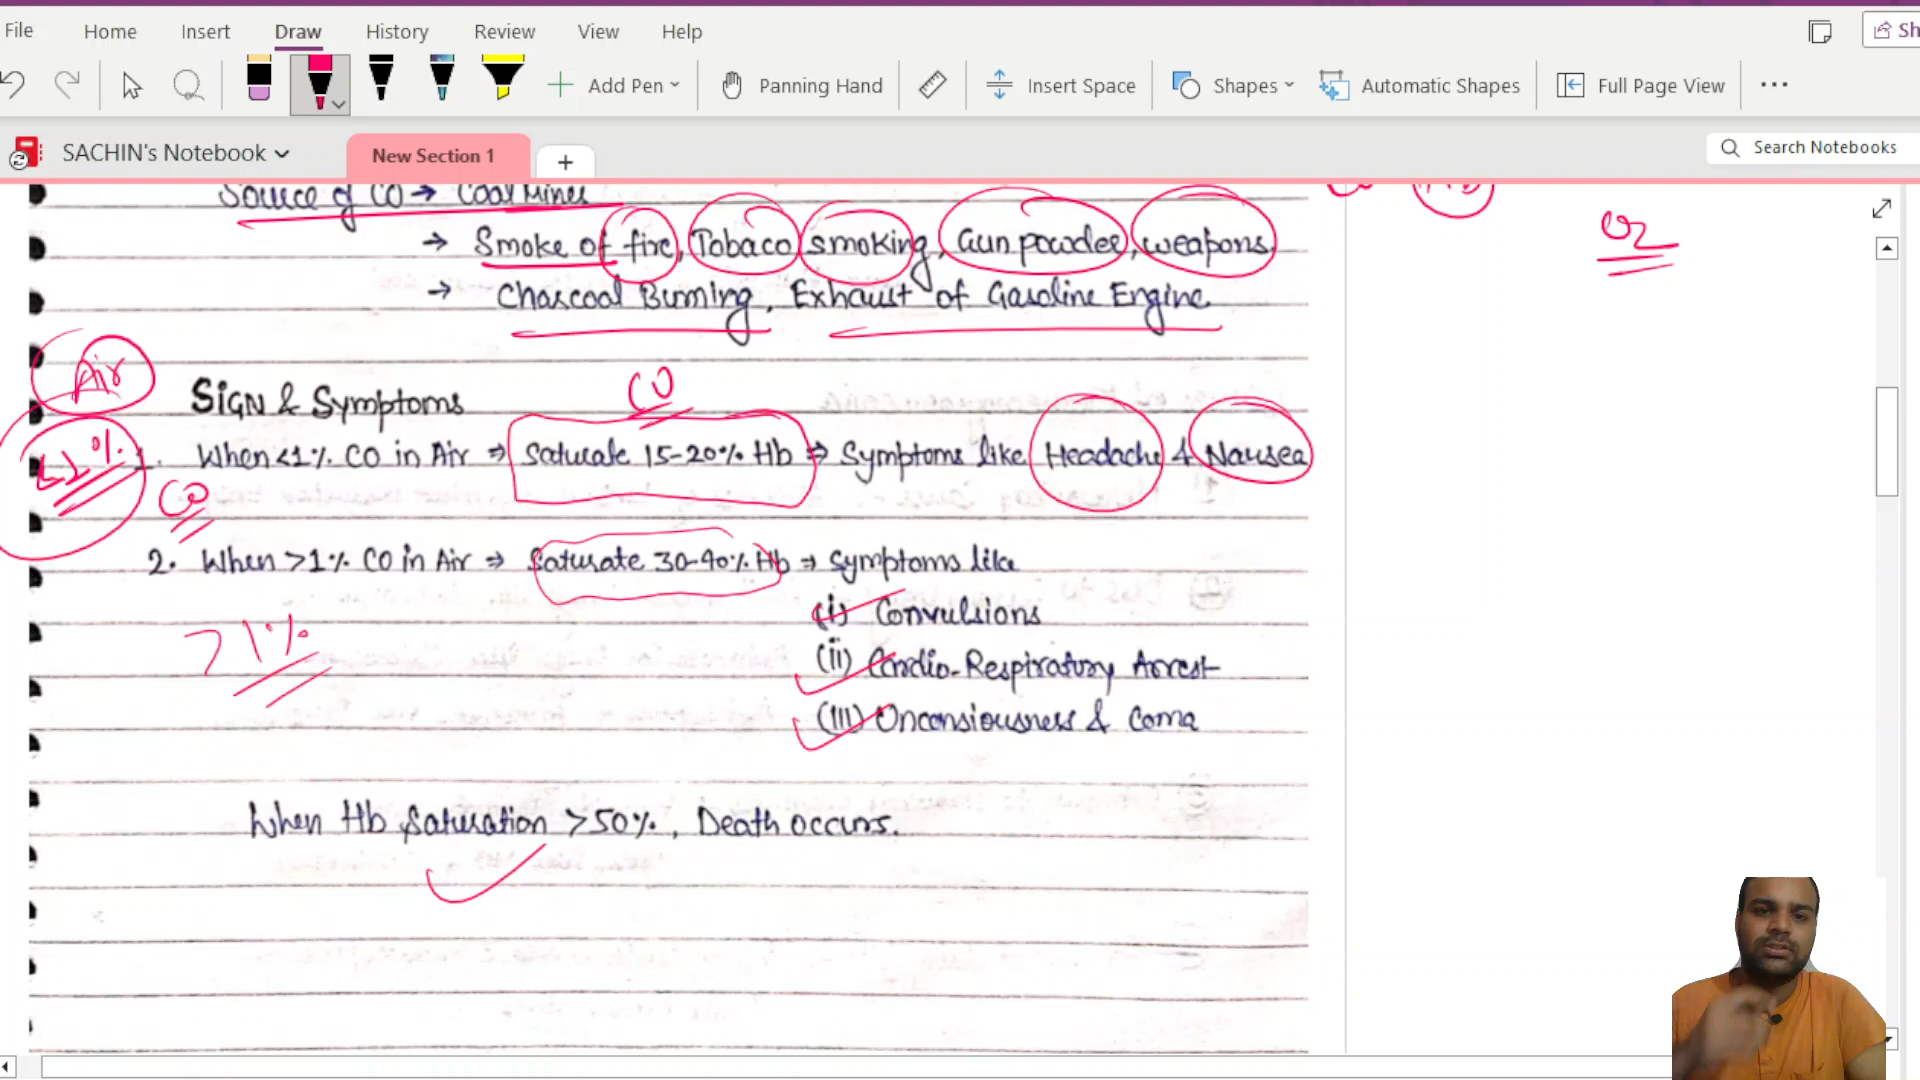 File Home Insert Draw History Review View Help Sh
Add Pen Panning Hand Insert Space Shapes Automatic Shapes Full Page View
SACHIN's Notebook New Section 1 + Search Notebooks
Source of CO → Coal Mines
→ Smoke of fire, Tobaco smoking, Gun powder, weapons,
→ Charcoal Burning, Exhaust of Gasoline Engine
O2
Air
SIGN & Symptoms
CO
<1%
1. When <1% CO in Air ⇒ Saturate 15-20% Hb ⇒ Symptoms like Headache & Nausea
CO
2. When >1% CO in Air ⇒ Saturate 30-40% Hb ⇒ Symptoms like
(i) Convulsions
>1%
(ii) Cardio-Respiratory Arrest
(III) Unconsiousness & Coma
When Hb Saturation >50%, Death occurs.